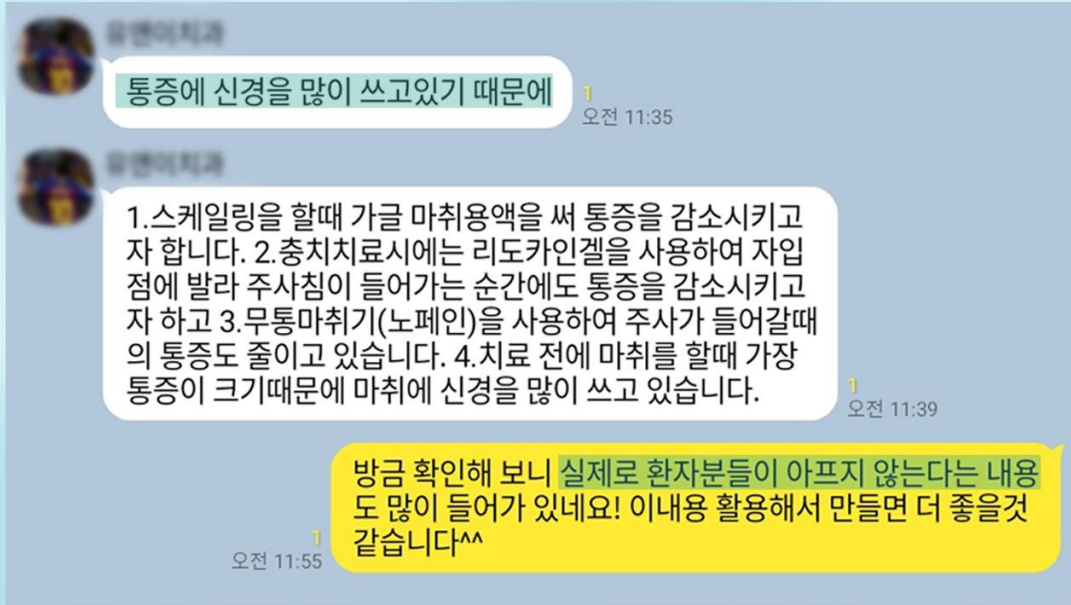 통증에 신경을 많이 쓰고있기 때문에
1
오전 11:35
1.스케일링을 할때 가글 마취용액을 써 통증을 감소시키고
자 합니다. 2.충치치료시에는 리도카인겔을 사용하여 자입
점에 발라 주사침이 들어가는 순간에도 통증을 감소시키고
자 하고 3.무통마취기(노페인)을 사용하여 주사가 들어갈때
의 통증도 줄이고 있습니다. 4.치료 전에 마취를 할때 가장
통증이 크기때문에 마취에 신경을 많이 쓰고 있습니다.
1
오전 11:39
방금 확인해 보니 실제로 환자분들이 아프지 않는다는 내용
도 많이 들어가 있네요! 이내용 활용해서 만들면 더 좋을것
같습니다^^
1
오전 11:55